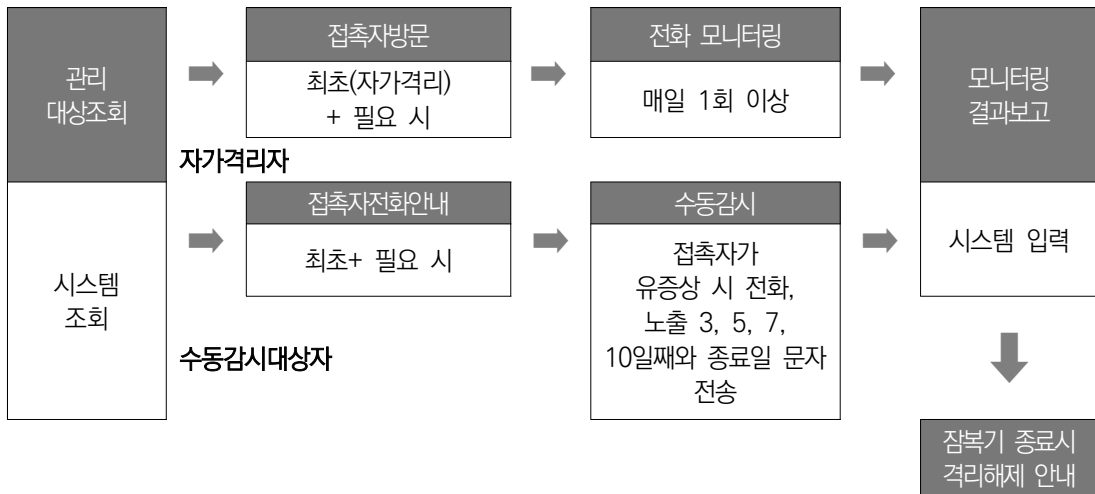 관리
대상조회
시스템
조회
접촉자방문
최초(자가격리)
+ 필요 시
전화 모니터링
매일 1회 이상
자가격리자
접촉자전화안내
최초+ 필요 시
수동감시
접촉자가
유증상 시 전화,
노출 3, 5, 7,
10일째와 종료일 문자
전송
수동감시대상자
모니터링
결과보고
시스템 입력
잠복기 종료시
격리해제 안내